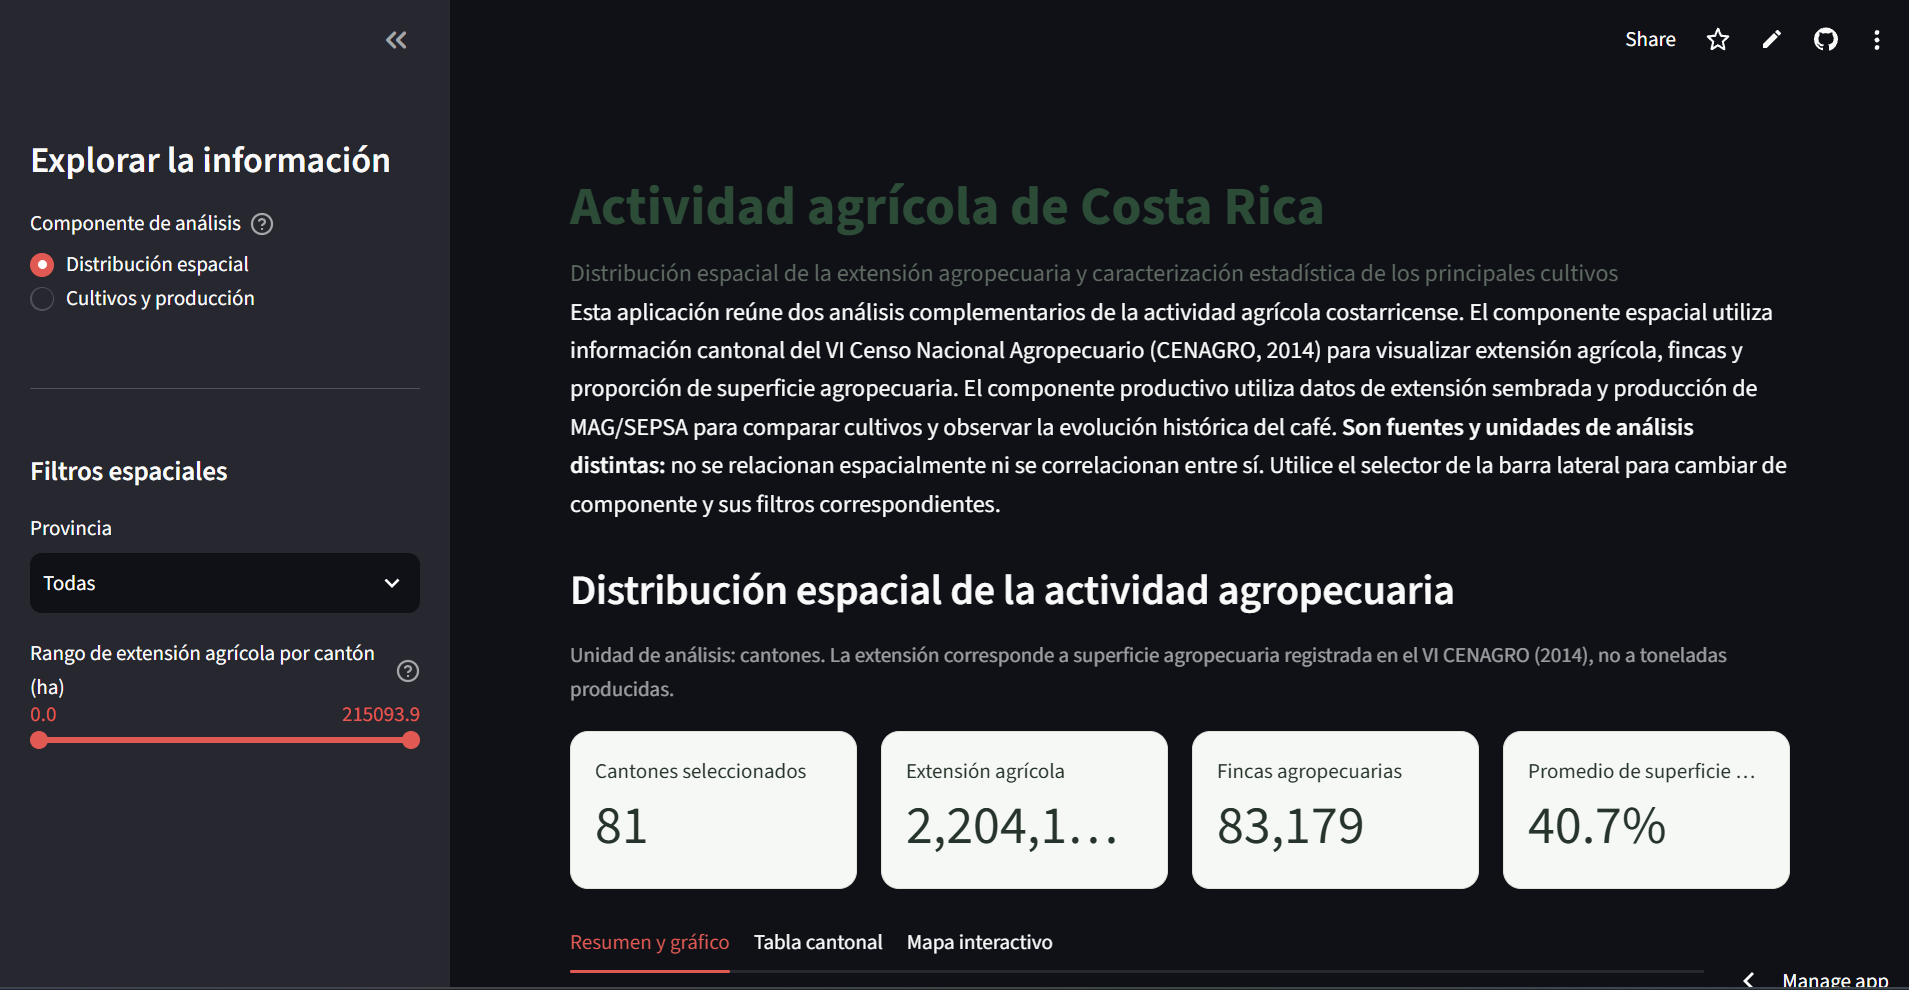 Share
Explorar la información
Componente de análisis
Distribución espacial
Cultivos y producción
Filtros espaciales
Provincia
Todas
Rango de extensión agrícola por cantón
(ha)
0.0 215093.9
Actividad agrícola de Costa Rica
Distribución espacial de la extensión agropecuaria y caracterización estadística de los principales cultivos
Esta aplicación reúne dos análisis complementarios de la actividad agrícola costarricense. El componente espacial utiliza
información cantonal del VI Censo Nacional Agropecuario (CENAGRO, 2014) para visualizar extensión agrícola, fincas y
proporción de superficie agropecuaria. El componente productivo utiliza datos de extensión sembrada y producción de
MAG/SEPSA para comparar cultivos y observar la evolución histórica del café. Son fuentes y unidades de análisis
distintas: no se relacionan espacialmente ni se correlacionan entre sí. Utilice el selector de la barra lateral para cambiar de
componente y sus filtros correspondientes.
Distribución espacial de la actividad agropecuaria
Unidad de análisis: cantones. La extensión corresponde a superficie agropecuaria registrada en el VI CENAGRO (2014), no a toneladas
producidas.
Cantones seleccionados
81
Extensión agrícola
2,204,1...
Fincas agropecuarias
83,179
Promedio de superficie ...
40.7%
Resumen y gráfico Tabla cantonal Mapa interactivo
Manage app